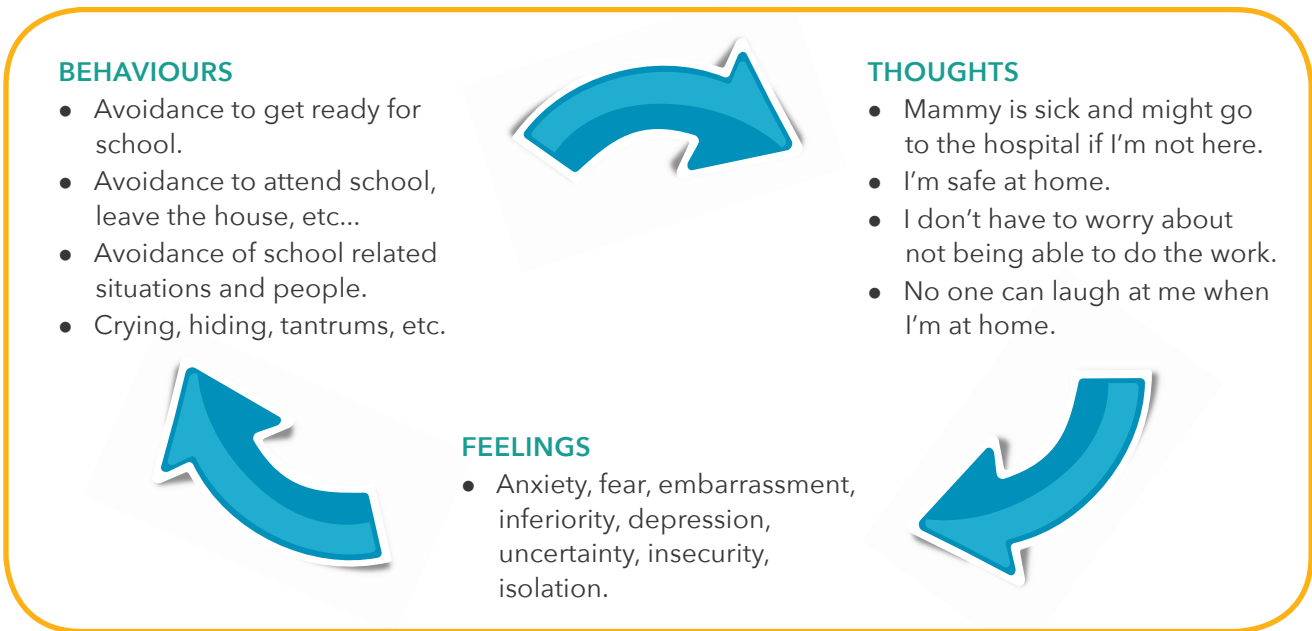 BEHAVIOURS
● Avoidance to get ready for
school.
● Avoidance to attend school,
leave the house, etc...
● Avoidance of school related
situations and people.
● Crying, hiding, tantrums, etc.
THOUGHTS
● Mammy is sick and might go
to the hospital if I’m not here.
● I’m safe at home.
● I don’t have to worry about
not being able to do the work.
● No one can laugh at me when
I’m at home.
FEELINGS
● Anxiety, fear, embarrassment,
inferiority, depression,
uncertainty, insecurity,
isolation.